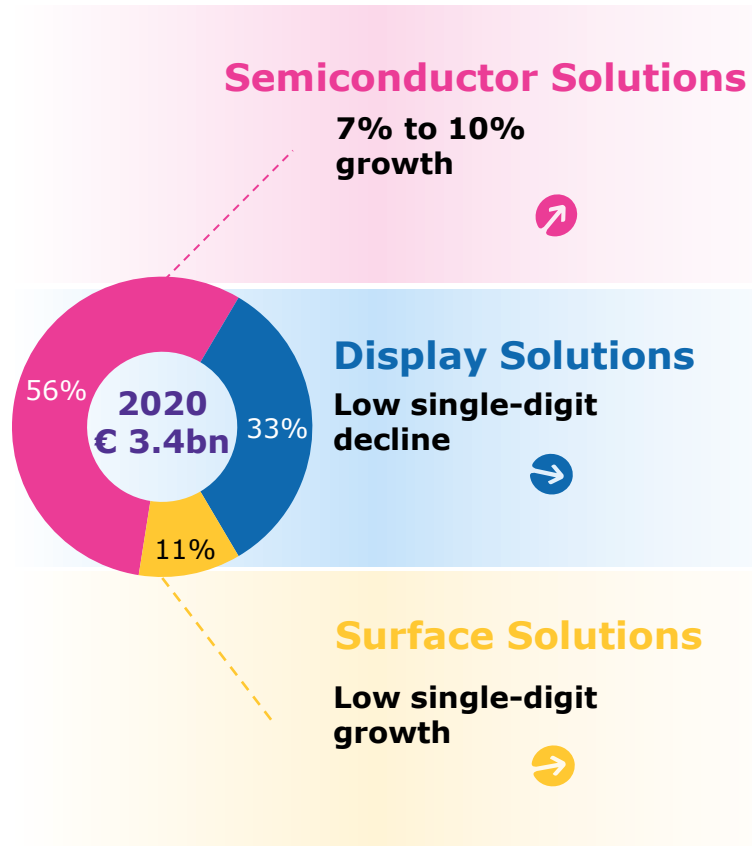 Semiconductor Solutions
7% to 10%
growth
56%
2020
€ 3.4bn
33%
11%
Display Solutions
Low single-digit
decline
Surface Solutions
Low single-digit
growth